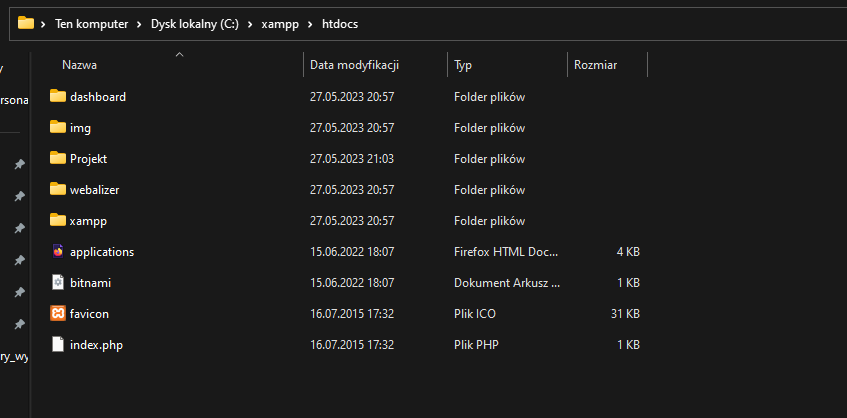 Ten komputer > Dysk lokalny (C:) > xampp > htdocs
Nazwa Data modyfikacji Typ Rozmiar
dashboard 27.05.2023 20:57 Folder plików
rsona
img 27.05.2023 20:57 Folder plików
Projekt 27.05.2023 21:03 Folder plików
webalizer 27.05.2023 20:57 Folder plików
xampp 27.05.2023 20:57 Folder plików
applications 15.06.2022 18:07 Firefox HTML Doc... 4 KB
bitnami 15.06.2022 18:07 Dokument Arkusz ... 1 KB
favicon 16.07.2015 17:32 Plik ICO 31 KB
index.php 16.07.2015 17:32 Plik PHP 1 KB
ry_wy